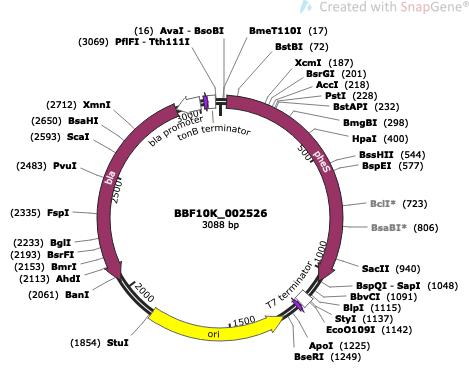 Created with SnapGene®
(16) AvaI - BsoBI
BmeT110I (17)
(3069) PflFI - Tth111I
BstBI (72)
XcmI (187)
BsrGI (201)
AccI (218)
PstI (228)
BstAPI (232)
BmgBI (298)
HpaI (400)
BssHII (544)
BspEI (577)
BclI* (723)
BsaBI* (806)
SacII (940)
BspQI - SapI (1048)
BbvCI (1091)
BlpI (1115)
StyI (1137)
EcoO109I (1142)
ApoI (1225)
BseRI (1249)
(2712) XmnI
(2650) BsaHI
(2593) ScaI
(2483) PvuI
(2335) FspI
(2233) BglI
(2193) BsrFI
(2153) BmrI
(2113) AhdI
(2061) BanI
(1854) StuI
3000
bla promoter
tonB terminator
500
pheS
bla
2500
BBF10K_002526
3088 bp
1000
T7 terminator
2000
1500
ori